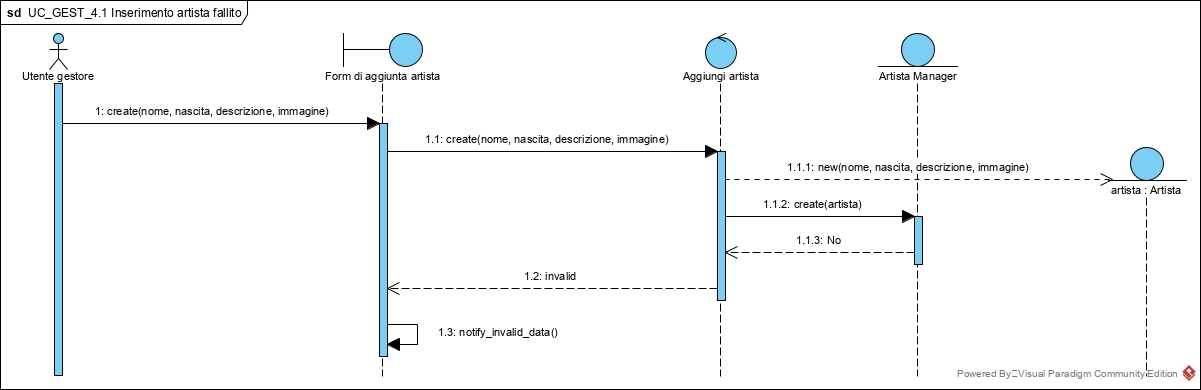 sd UC_GEST_4.1 Inserimento artista fallito
Utente gestore
Form di aggiunta artista
Aggiungi artista
Artista Manager
1: create(nome, nascita, descrizione, immagine)
1.1: create(nome, nascita, descrizione, immagine)
1.1.1: new(nome, nascita, descrizione, immagine)
artista : Artista
1.1.2: create(artista)
1.1.3: No
1.2: invalid
1.3: notify_invalid_data()
Powered By Visual Paradigm Community Edition